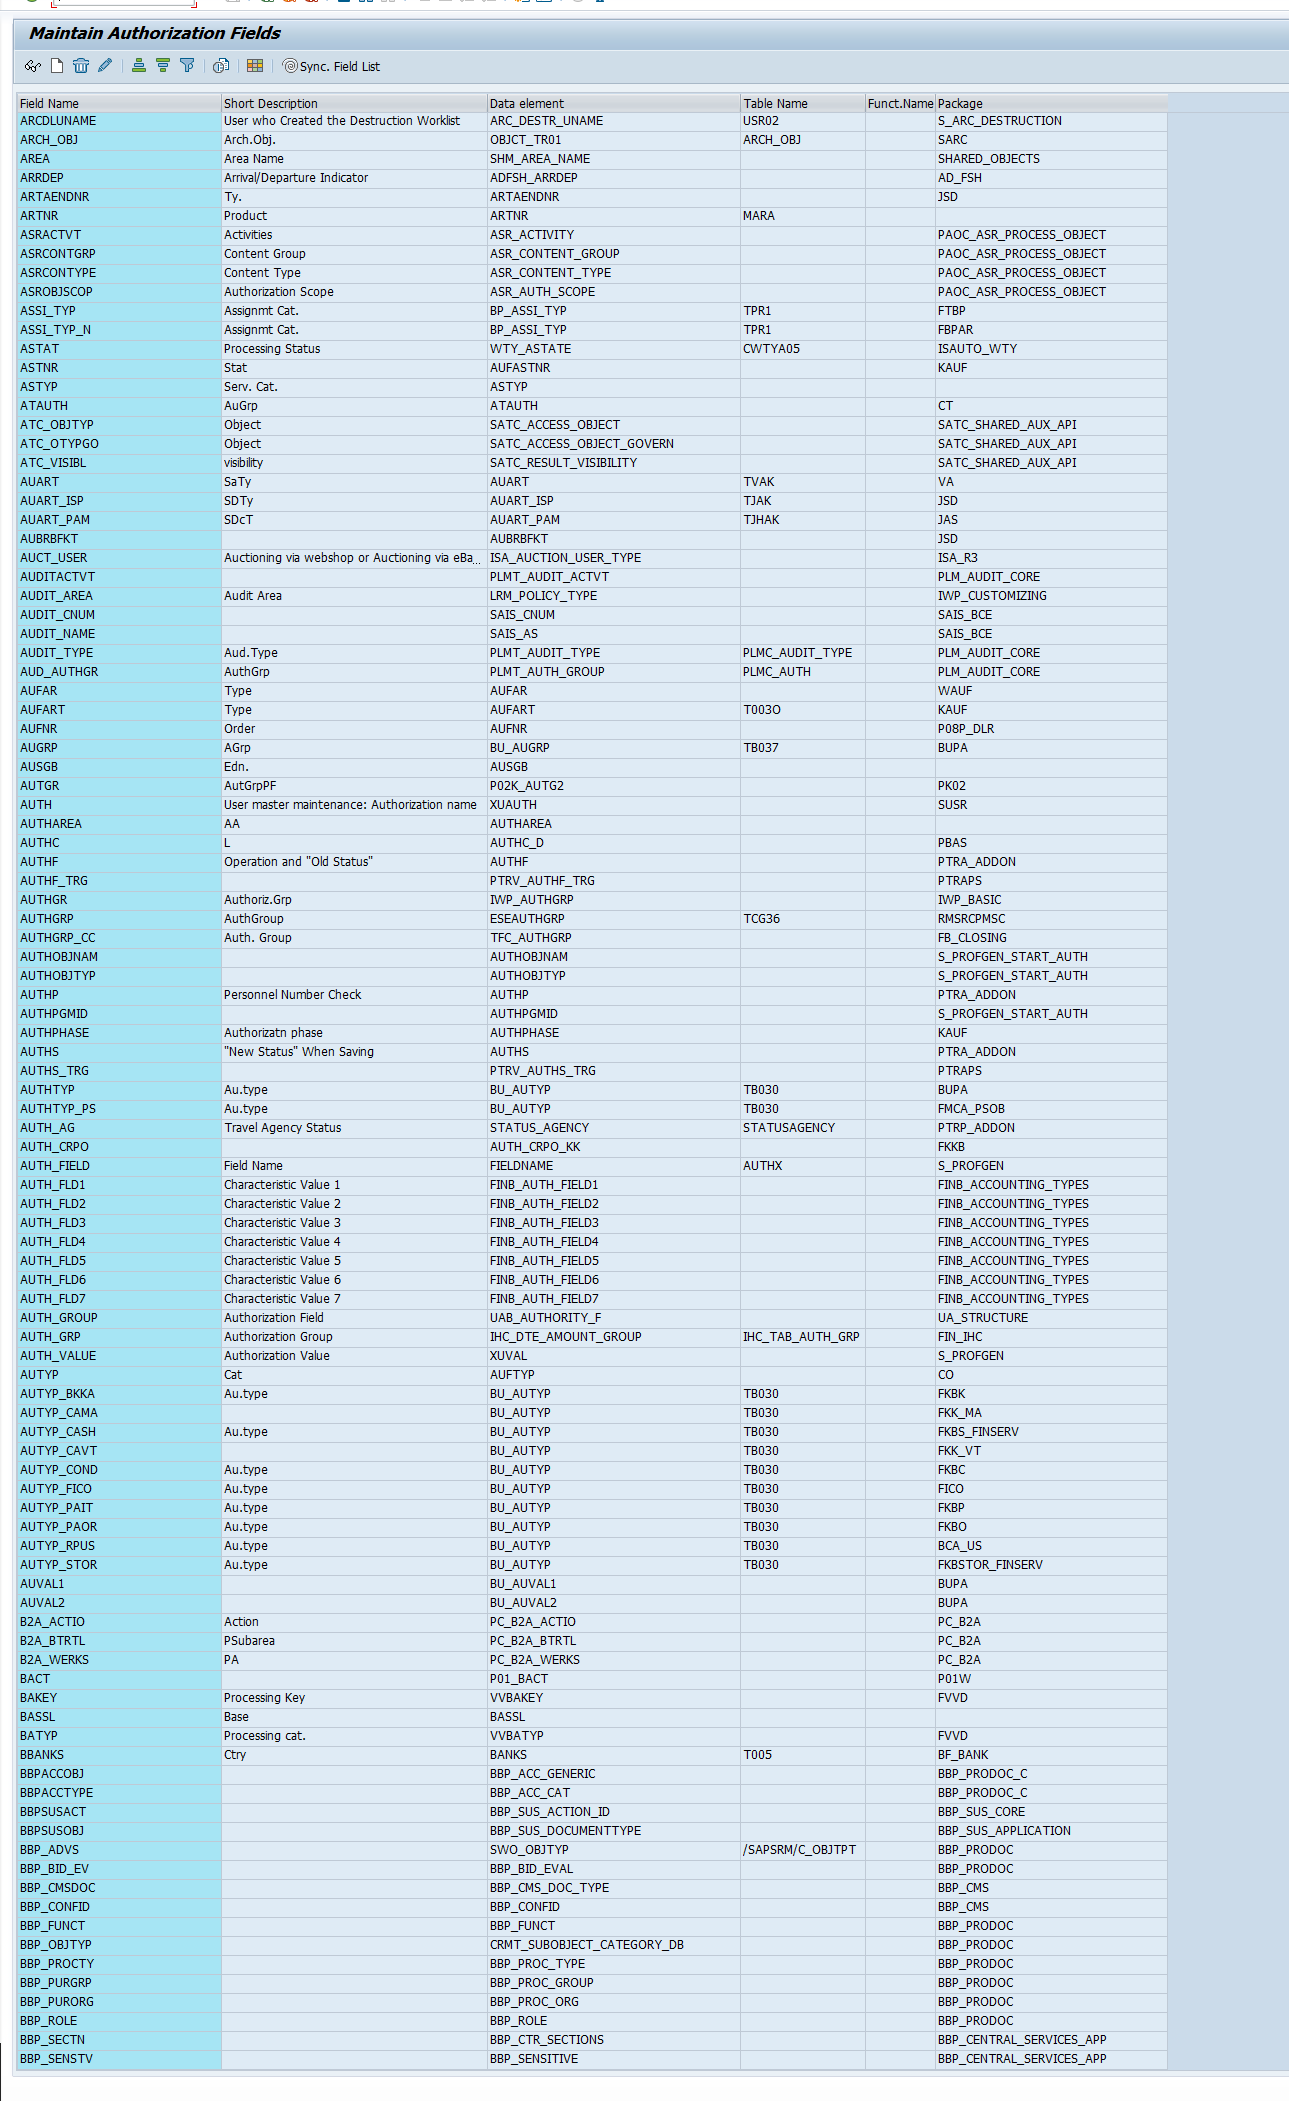 Maintain Authorization Fields
Sync. Field List
Field Name Short Description Data element Table Name Funct.Name Package
ARCDLUNAME User who Created the Destruction Worklist ARC_DESTR_UNAME USR02 S_ARC_DESTRUCTION
ARCH_OBJ Arch.Obj. OBJCT_TR01 ARCH_OBJ SARC
AREA Area Name SHM_AREA_NAME SHARED_OBJECTS
ARRDEP Arrival/Departure Indicator ADFSH_ARRDEP AD_FSH
ARTAENDNR Ty. ARTAENDNR JSD
ARTNR Product ARTNR MARA
ASRACTVT Activities ASR_ACTIVITY PAOC_ASR_PROCESS_OBJECT
ASRCONTGRP Content Group ASR_CONTENT_GROUP PAOC_ASR_PROCESS_OBJECT
ASRCONTYPE Content Type ASR_CONTENT_TYPE PAOC_ASR_PROCESS_OBJECT
ASROBJSCOP Authorization Scope ASR_AUTH_SCOPE PAOC_ASR_PROCESS_OBJECT
ASSI_TYP Assignmt Cat. BP_ASSI_TYP TPR1 FTBP
ASSI_TYP_N Assignmt Cat. BP_ASSI_TYP TPR1 FBPAR
ASTAT Processing Status WTY_ASTATE CWTYA05 ISAUTO_WTY
ASTNR Stat AUFASTNR KAUF
ASTYP Serv. Cat. ASTYP
ATAUTH AuGrp ATAUTH CT
ATC_OBJTYP Object SATC_ACCESS_OBJECT SATC_SHARED_AUX_API
ATC_OTYPGO Object SATC_ACCESS_OBJECT_GOVERN SATC_SHARED_AUX_API
ATC_VISIBL visibility SATC_RESULT_VISIBILITY SATC_SHARED_AUX_API
AUART SaTy AUART TVAK VA
AUART_ISP SDTy AUART_ISP TJAK JSD
AUART_PAM SDcT AUART_PAM TJHAK JAS
AUBRBFKT AUBRBFKT JSD
AUCT_USER Auctioning via webshop or Auctioning via eBa... ISA_AUCTION_USER_TYPE ISA_R3
AUDITACTVT PLMT_AUDIT_ACTVT PLM_AUDIT_CORE
AUDIT_AREA Audit Area LRM_POLICY_TYPE IWP_CUSTOMIZING
AUDIT_CNUM SAIS_CNUM SAIS_BCE
AUDIT_NAME SAIS_AS SAIS_BCE
AUDIT_TYPE Aud.Type PLMT_AUDIT_TYPE PLMC_AUDIT_TYPE PLM_AUDIT_CORE
AUD_AUTHGR AuthGrp PLMT_AUTH_GROUP PLMC_AUTH PLM_AUDIT_CORE
AUFAR Type AUFAR WAUF
AUFART Type AUFART T003O KAUF
AUFNR Order AUFNR P08P_DLR
AUGRP AGrp BU_AUGRP TB037 BUPA
AUSGB Edn. AUSGB
AUTGR AutGrpPF P02K_AUTG2 PK02
AUTH User master maintenance: Authorization name XUAUTH SUSR
AUTHAREA AA AUTHAREA
AUTHC L AUTHC_D PBAS
AUTHF Operation and "Old Status" AUTHF PTRA_ADDON
AUTHF_TRG PTRV_AUTHF_TRG PTRAPS
AUTHGR Authoriz.Grp IWP_AUTHGRP IWP_BASIC
AUTHGRP AuthGroup ESEAUTHGRP TCG36 RMSRCPMSC
AUTHGRP_CC Auth. Group TFC_AUTHGRP FB_CLOSING
AUTHOBJNAM AUTHOBJNAM S_PROFGEN_START_AUTH
AUTHOBJTYP AUTHOBJTYP S_PROFGEN_START_AUTH
AUTHP Personnel Number Check AUTHP PTRA_ADDON
AUTHPGMID AUTHPGMID S_PROFGEN_START_AUTH
AUTHPHASE Authorizatn phase AUTHPHASE KAUF
AUTHS "New Status" When Saving AUTHS PTRA_ADDON
AUTHS_TRG PTRV_AUTHS_TRG PTRAPS
AUTHTYP Au.type BU_AUTYP TB030 BUPA
AUTHTYP_PS Au.type BU_AUTYP TB030 FMCA_PSOB
AUTH_AG Travel Agency Status STATUS_AGENCY STATUSAGENCY PTRP_ADDON
AUTH_CRPO AUTH_CRPO_KK FKKB
AUTH_FIELD Field Name FIELDNAME AUTHX S_PROFGEN
AUTH_FLD1 Characteristic Value 1 FINB_AUTH_FIELD1 FINB_ACCOUNTING_TYPES
AUTH_FLD2 Characteristic Value 2 FINB_AUTH_FIELD2 FINB_ACCOUNTING_TYPES
AUTH_FLD3 Characteristic Value 3 FINB_AUTH_FIELD3 FINB_ACCOUNTING_TYPES
AUTH_FLD4 Characteristic Value 4 FINB_AUTH_FIELD4 FINB_ACCOUNTING_TYPES
AUTH_FLD5 Characteristic Value 5 FINB_AUTH_FIELD5 FINB_ACCOUNTING_TYPES
AUTH_FLD6 Characteristic Value 6 FINB_AUTH_FIELD6 FINB_ACCOUNTING_TYPES
AUTH_FLD7 Characteristic Value 7 FINB_AUTH_FIELD7 FINB_ACCOUNTING_TYPES
AUTH_GROUP Authorization Field UAB_AUTHORITY_F UA_STRUCTURE
AUTH_GRP Authorization Group IHC_DTE_AMOUNT_GROUP IHC_TAB_AUTH_GRP FIN_IHC
AUTH_VALUE Authorization Value XUVAL S_PROFGEN
AUTYP Cat AUFTYP CO
AUTYP_BKKA Au.type BU_AUTYP TB030 FKBK
AUTYP_CAMA BU_AUTYP TB030 FKK_MA
AUTYP_CASH Au.type BU_AUTYP TB030 FKBS_FINSERV
AUTYP_CAVT BU_AUTYP TB030 FKK_VT
AUTYP_COND Au.type BU_AUTYP TB030 FKBC
AUTYP_FICO Au.type BU_AUTYP TB030 FICO
AUTYP_PAIT Au.type BU_AUTYP TB030 FKBP
AUTYP_PAOR Au.type BU_AUTYP TB030 FKBO
AUTYP_RPUS Au.type BU_AUTYP TB030 BCA_US
AUTYP_STOR Au.type BU_AUTYP TB030 FKBSTOR_FINSERV
AUVAL1 BU_AUVAL1 BUPA
AUVAL2 BU_AUVAL2 BUPA
B2A_ACTIO Action PC_B2A_ACTIO PC_B2A
B2A_BTRTL PSubarea PC_B2A_BTRTL PC_B2A
B2A_WERKS PA PC_B2A_WERKS PC_B2A
BACT P01_BACT P01W
BAKEY Processing Key VVBAKEY FVVD
BASSL Base BASSL
BATYP Processing cat. VVBATYP FVVD
BBANKS Ctry BANKS T005 BF_BANK
BBPACCOBJ BBP_ACC_GENERIC BBP_PRODOC_C
BBPACCTYPE BBP_ACC_CAT BBP_PRODOC_C
BBPSUSACT BBP_SUS_ACTION_ID BBP_SUS_CORE
BBPSUSOBJ BBP_SUS_DOCUMENTTYPE BBP_SUS_APPLICATION
BBP_ADVS SWO_OBJTYP /SAPSRM/C_OBJTPT BBP_PRODOC
BBP_BID_EV BBP_BID_EVAL BBP_PRODOC
BBP_CMSDOC BBP_CMS_DOC_TYPE BBP_CMS
BBP_CONFID BBP_CONFID BBP_CMS
BBP_FUNCT BBP_FUNCT BBP_PRODOC
BBP_OBJTYP CRMT_SUBOBJECT_CATEGORY_DB BBP_PRODOC
BBP_PROCTY BBP_PROC_TYPE BBP_PRODOC
BBP_PURGRP BBP_PROC_GROUP BBP_PRODOC
BBP_PURORG BBP_PROC_ORG BBP_PRODOC
BBP_ROLE BBP_ROLE BBP_PRODOC
BBP_SECTN BBP_CTR_SECTIONS BBP_CENTRAL_SERVICES_APP
BBP_SENSTV BBP_SENSITIVE BBP_CENTRAL_SERVICES_APP